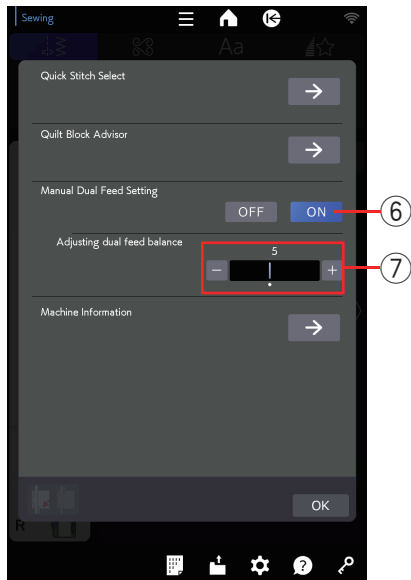 Sewing
Aa
Quick Stitch Select
Quilt Block Advisor
Manual Dual Feed Setting
OFF ON
6
Adjusting dual feed balance
5
− +
7
Machine Information
OK
R
?